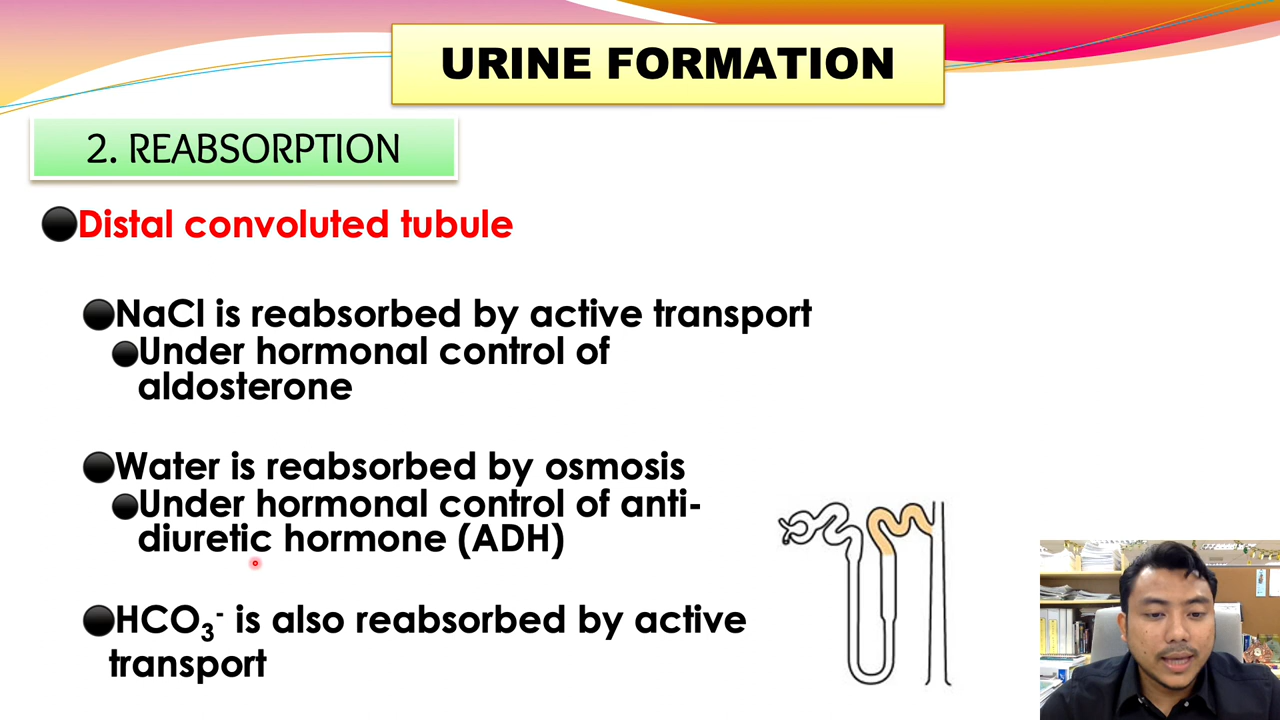 URINE FORMATION
2. REABSORPTION
Distal convoluted tubule
NaCl is reabsorbed by active transport
Under hormonal control of
aldosterone
Water is reabsorbed by osmosis
Under hormonal control of anti-
diuretic hormone (ADH)
HCO₃⁻ is also reabsorbed by active
transport